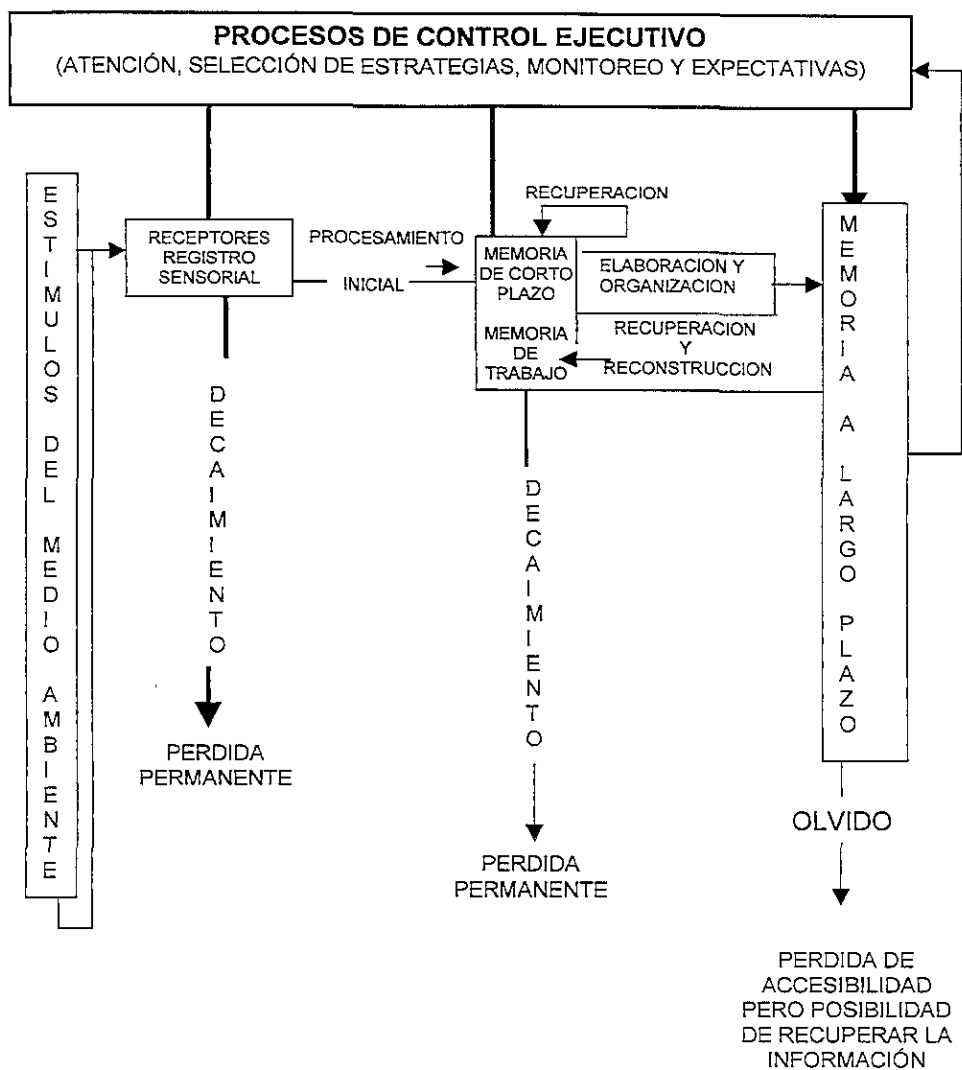 PROCESOS DE CONTROL EJECUTIVO
(ATENCIÓN, SELECCIÓN DE ESTRATEGIAS, MONITOREO Y EXPECTATIVAS)
ESTIMULOS DEL MEDIO AMBIENTE
RECEPTORES
REGISTRO
SENSORIAL
DECAIMIENTO
PERDIDA
PERMANENTE
PROCESAMIENTO
INICIAL
RECUPERACION
MEMORIA
DE CORTO
PLAZO
MEMORIA
DE
TRABAJO
ELABORACION Y
ORGANIZACION
RECUPERACION
Y
RECONSTRUCCION
DECAIMIENTO
PERDIDA
PERMANENTE
MEMORIA A LARGO PLAZO
OLVIDO
PERDIDA DE
ACCESIBILIDAD
PERO POSIBILIDAD
DE RECUPERAR LA
INFORMACIÓN